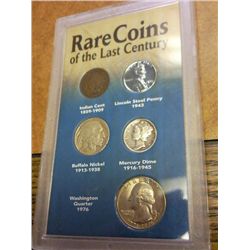 Rare Coins
of the Last Century
Indian Cent
1859-1909
Lincoln Steel Penny
1943
Buffalo Nickel
1913-1938
Mercury Dime
1916-1945
Washington
Quarter
1976